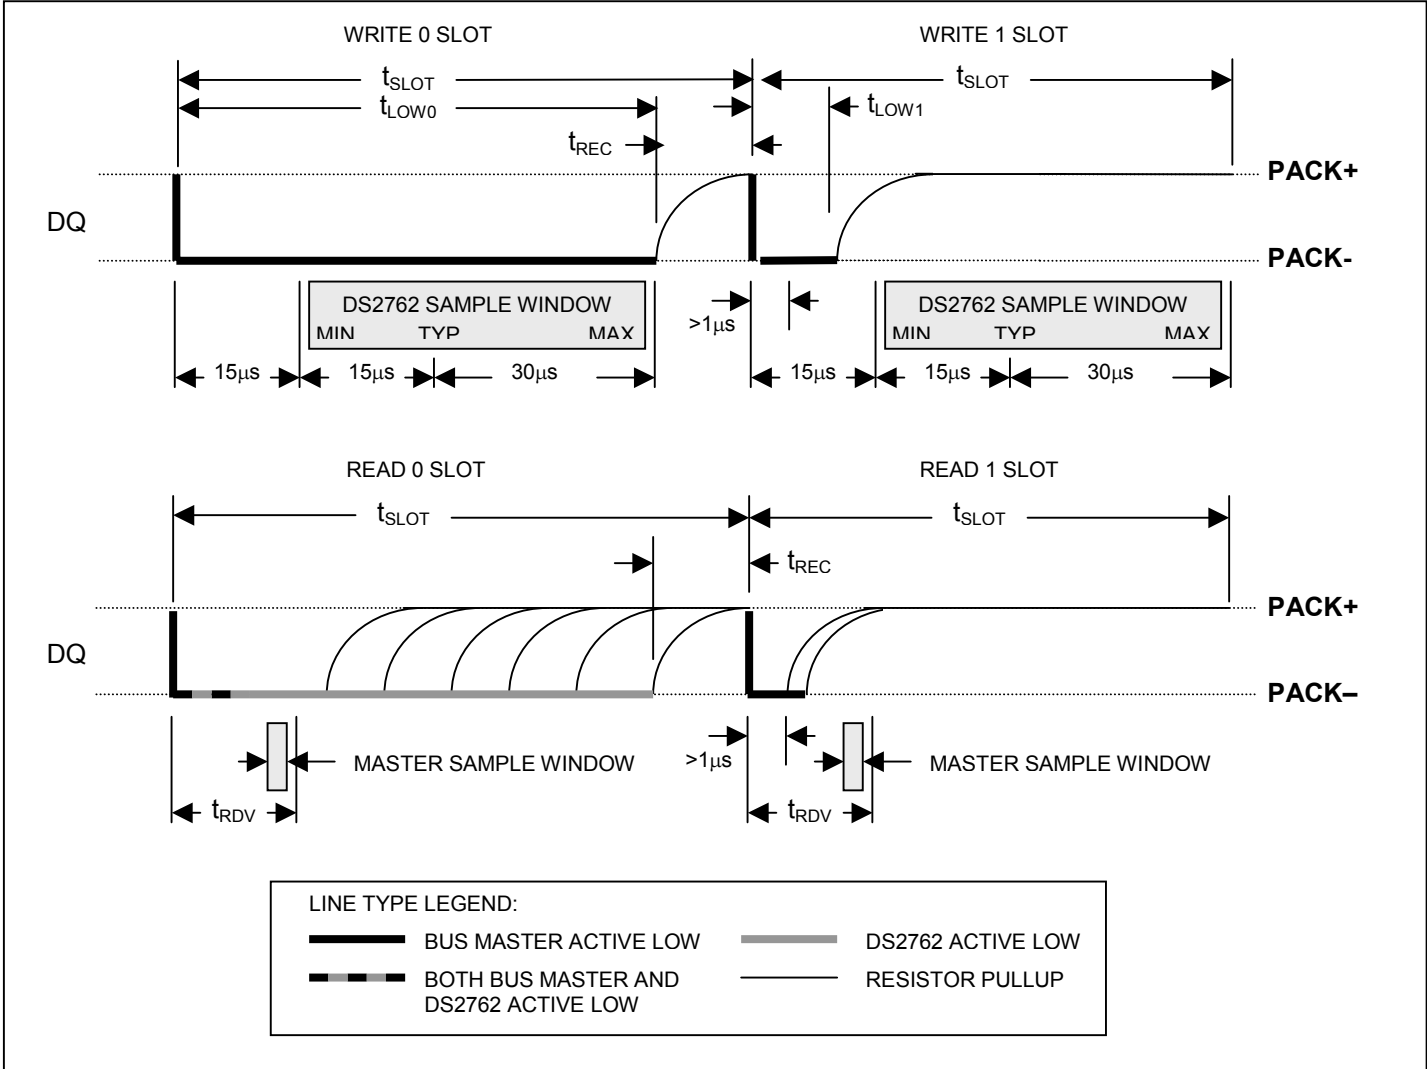 WRITE 0 SLOT WRITE 1 SLOT
tSLOT tSLOT
tLOW0 tLOW1
tREC
PACK+
DQ
PACK-
DS2762 SAMPLE WINDOW DS2762 SAMPLE WINDOW
MIN TYP MAX >1µs MIN TYP MAX
15µs 15µs 30µs 15µs 15µs 30µs
READ 0 SLOT READ 1 SLOT
tSLOT tSLOT
tREC
PACK+
DQ
PACK–
MASTER SAMPLE WINDOW >1µs MASTER SAMPLE WINDOW
tRDV tRDV
LINE TYPE LEGEND:
BUS MASTER ACTIVE LOW DS2762 ACTIVE LOW
BOTH BUS MASTER AND RESISTOR PULLUP
DS2762 ACTIVE LOW